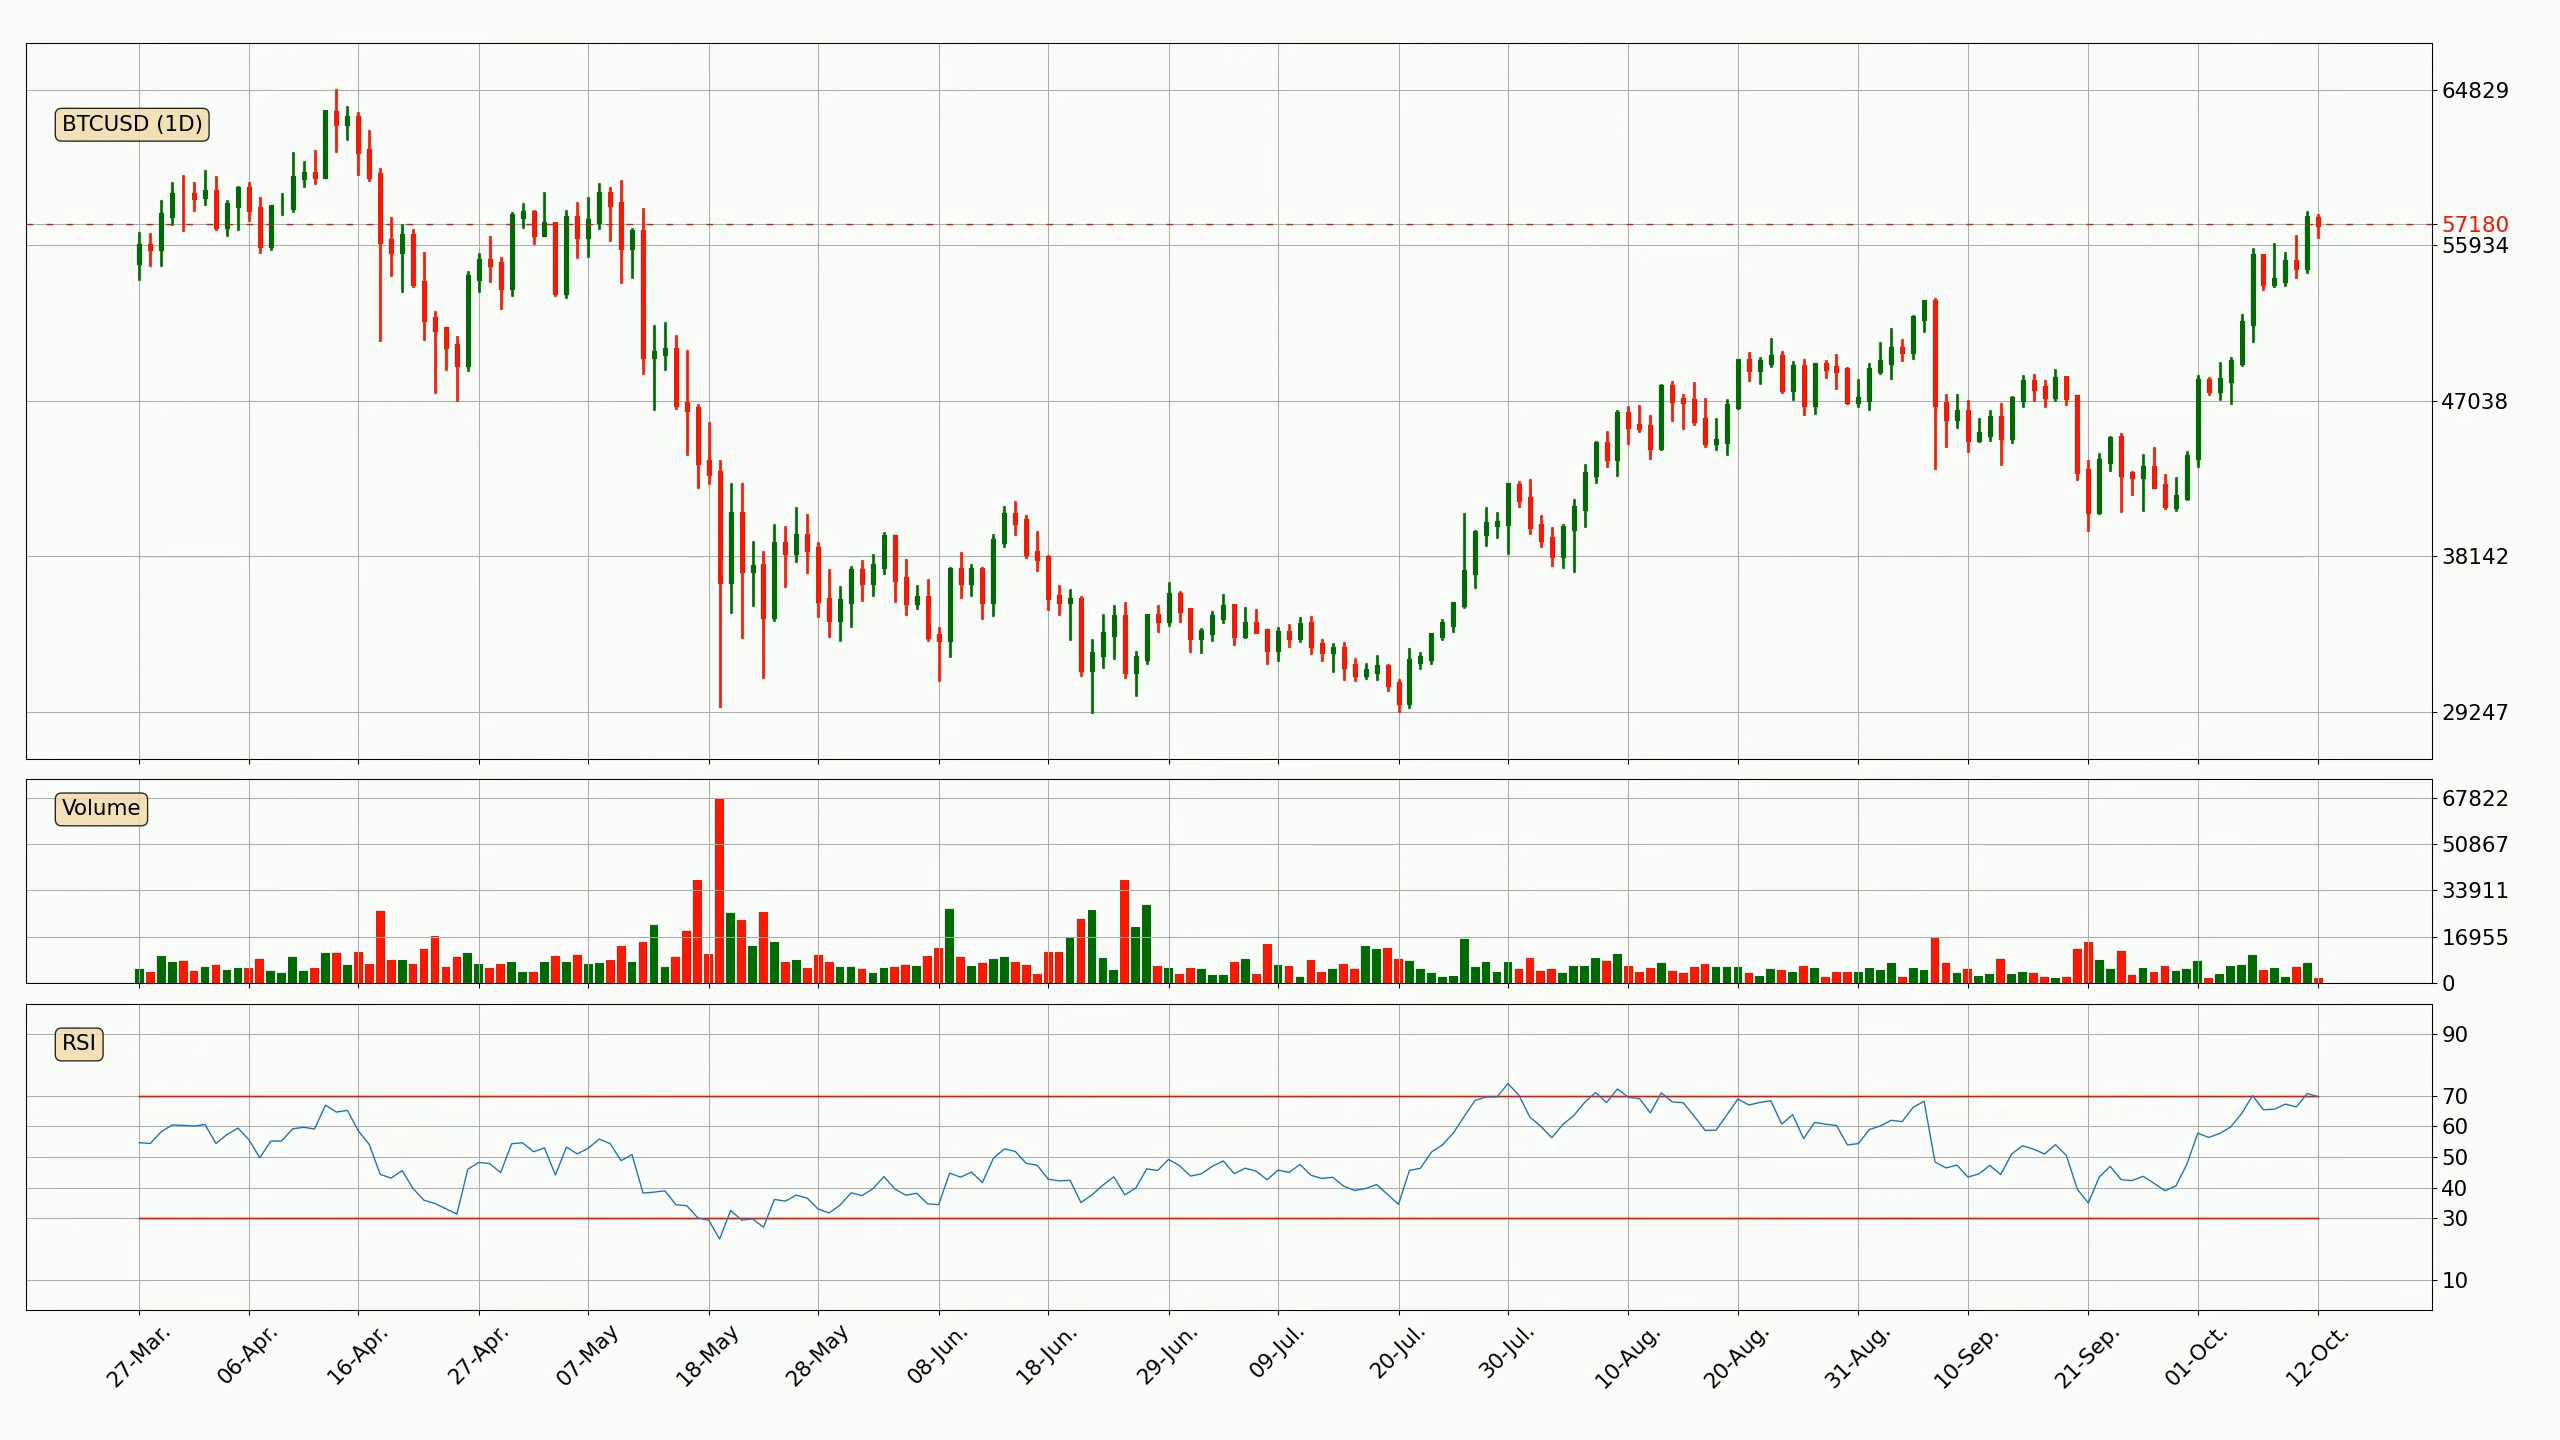 BTCUSD (1D)
64829
57180
55934
47038
38142
29247
Volume
67822
50867
33911
16955
0
RSI
90
70
60
50
40
30
10
27-Mar.
06-Apr.
16-Apr.
27-Apr.
07-May
18-May
28-May
08-Jun.
18-Jun.
29-Jun.
09-Jul.
20-Jul.
30-Jul.
10-Aug.
20-Aug.
31-Aug.
10-Sep.
21-Sep.
01-Oct.
12-Oct.